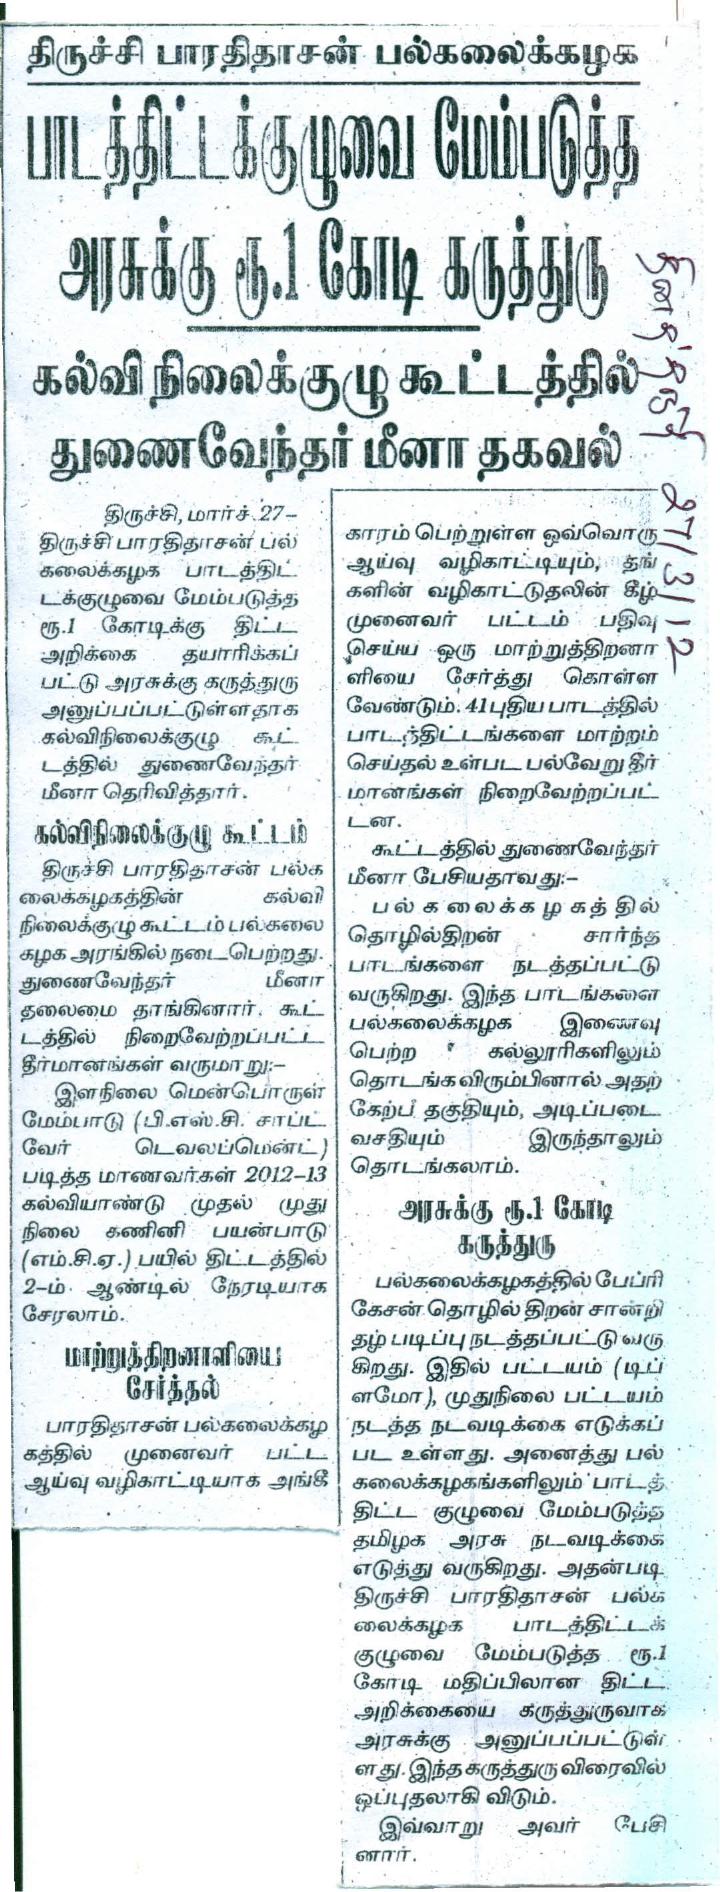 திருச்சி பாரதிதாசன் பல்கலைக்கழக
பாடத்திட்டக்குழுவை மேம்படுத்த
அரசுக்கு ரூ.1 கோடி கருத்துரு
கல்வி நிலைக்குழு கூட்டத்தில்
துணைவேந்தர் மீனா தகவல்
திருச்சி, மார்ச். 27–
திருச்சி பாரதிதாசன் பல்
கலைக்கழக பாடத்திட்
டக்குழுவை மேம்படுத்த
ரூ.1 கோடிக்கு திட்ட
அறிக்கை தயாரிக்கப்
பட்டு அரசுக்கு கருத்துரு
அனுப்பப்பட்டுள்ளதாக
கல்விநிலைக்குழு கூட்
டத்தில் துணைவேந்தர்
மீனா தெரிவித்தார்.
கல்விநிலைக்குழு கூட்டம்
திருச்சி பாரதிதாசன் பல்க
லைக்கழகத்தின் கல்வி
நிலைக்குழு கூட்டம் பல்கலை
கழக அரங்கில் நடைபெற்றது.
துணைவேந்தர் மீனா
தலைமை தாங்கினார். கூட்
டத்தில் நிறைவேற்றப்பட்ட
தீர்மானங்கள் வருமாறு:–
இளநிலை மென்பொருள்
மேம்பாடு (பி.எஸ்.சி. சாப்ட்
வேர் டெவலப்மென்ட்)
படித்த மாணவர்கள் 2012–13
கல்வியாண்டு முதல் முது
நிலை கணினி பயன்பாடு
(எம்.சி.ஏ.) பயில் திட்டத்தில்
2–ம் ஆண்டில் நேரடியாக
சேரலாம்.
மாற்றுத்திறனாளியை
சேர்த்தல்
பாரதிதாசன் பல்கலைக்கழ
கத்தில் முனைவர் பட்ட
ஆய்வு வழிகாட்டியாக அங்கீ
காரம் பெற்றுள்ள ஒவ்வொரு
ஆய்வு வழிகாட்டியும், தங்
களின் வழிகாட்டுதலின் கீழ்
முனைவர் பட்டம் பதிவு
செய்ய ஒரு மாற்றுத்திறனா
ளியை சேர்த்து கொள்ள
வேண்டும். 41 புதிய பாடத்தில்
பாடத்திட்டங்களை மாற்றம்
செய்தல் உள்பட பல்வேறு தீர்
மானங்கள் நிறைவேற்றப்பட்
டன.
கூட்டத்தில் துணைவேந்தர்
மீனா பேசியதாவது:–
பல்கலைக்கழகத்தில்
தொழில்திறன் சார்ந்த
பாடங்களை நடத்தப்பட்டு
வருகிறது. இந்த பாடங்களை
பல்கலைக்கழக இணைவு
பெற்ற கல்லூரிகளிலும்
தொடங்க விரும்பினால் அதற்
கேற்ப தகுதியும், அடிப்படை
வசதியும் இருந்தாலும்
தொடங்கலாம்.
அரசுக்கு ரூ.1 கோடி
கருத்துரு
பல்கலைக்கழகத்தில் பேப்ரி
கேசன் தொழில் திறன் சான்றி
தழ் படிப்பு நடத்தப்பட்டு வரு
கிறது. இதில் பட்டயம் (டிப்
ளமோ), முதுநிலை பட்டயம்
நடத்த நடவடிக்கை எடுக்கப்
பட உள்ளது. அனைத்து பல்
கலைக்கழகங்களிலும் பாடத்
திட்ட குழுவை மேம்படுத்த
தமிழக அரசு நடவடிக்கை
எடுத்து வருகிறது. அதன்படி
திருச்சி பாரதிதாசன் பல்க
லைக்கழக பாடத்திட்டக்
குழுவை மேம்படுத்த ரூ.1
கோடி மதிப்பிலான திட்ட
அறிக்கையை கருத்துருவாக
அரசுக்கு அனுப்பப்பட்டுள்
ளது. இந்த கருத்துரு விரைவில்
ஒப்புதலாகி விடும்.
இவ்வாறு அவர் பேசி
னார்.
தினத்தந்தி 27/3/12